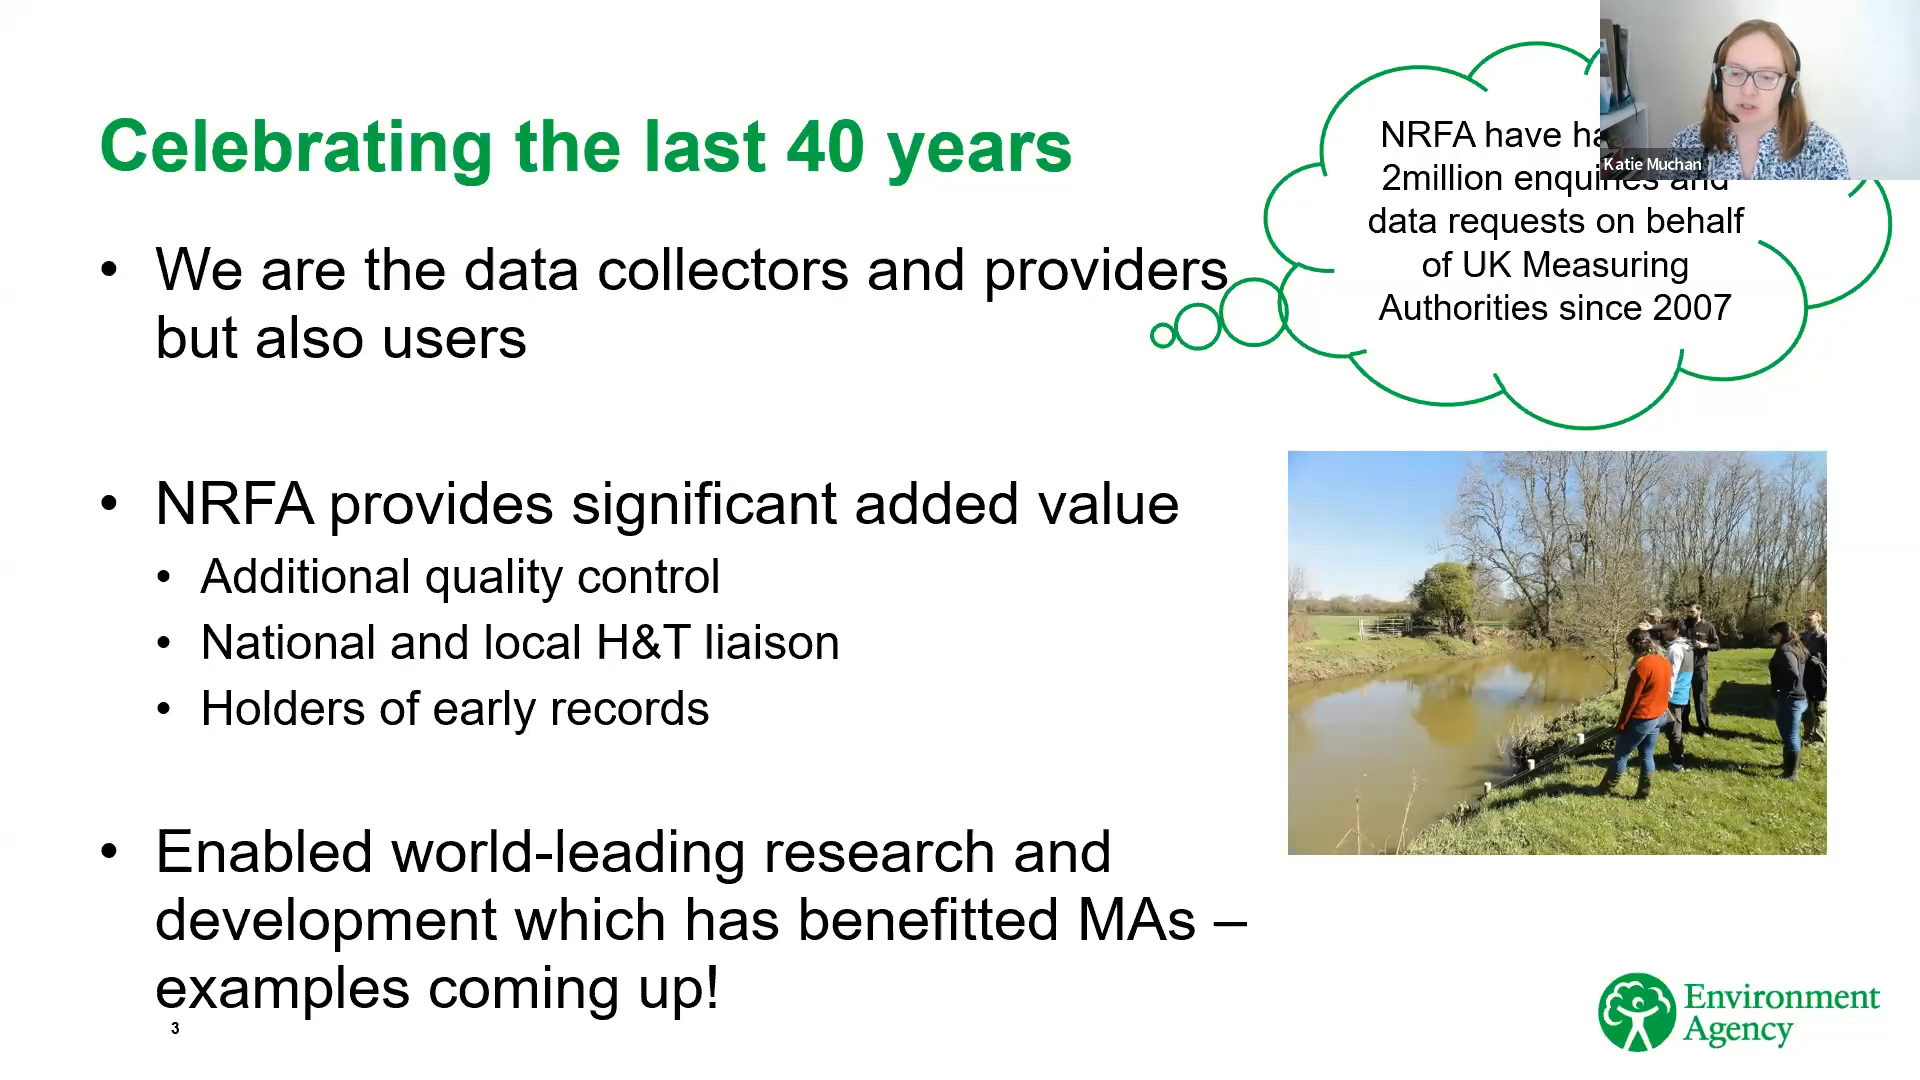 Celebrating the last 40 years
• We are the data collectors and providers
but also users
• NRFA provides significant added value
• Additional quality control
• National and local H&T liaison
• Holders of early records
• Enabled world-leading research and
development which has benefitted MAs –
examples coming up!
3
NRFA have
2million enquiries and
data requests on behalf
of UK Measuring
Authorities since 2007
Katie Muchan
Environment
Agency